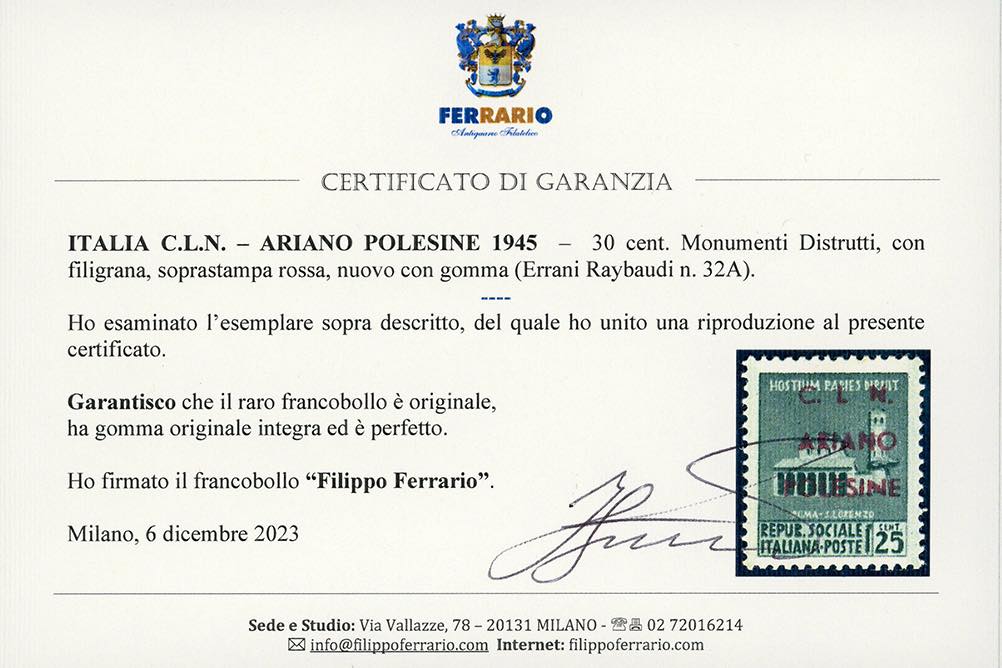 FERRARIO
Antiquario Filatelico
CERTIFICATO DI GARANZIA
ITALIA C.L.N. – ARIANO POLESINE 1945 – 30 cent. Monumenti Distrutti, con
filigrana, soprastampa rossa, nuovo con gomma (Errani Raybaudi n. 32A).
----
Ho esaminato l'esemplare sopra descritto, del quale ho unito una riproduzione al presente
certificato.
Garantisco che il raro francobollo è originale,
ha gomma originale integra ed è perfetto.
Ho firmato il francobollo “Filippo Ferrario”.
Milano, 6 dicembre 2023
HOSTIUM RABIES DIRUIT
C. L. N.
ARIANO
POLESINE
ROMA-S.LORENZO
REPUB. SOCIALE
ITALIANA-POSTE
CENT.
25
Sede e Studio: Via Vallazze, 78 – 20131 MILANO - ☏ 02 72016214
✉ info@filippoferrario.com Internet: filippoferrario.com